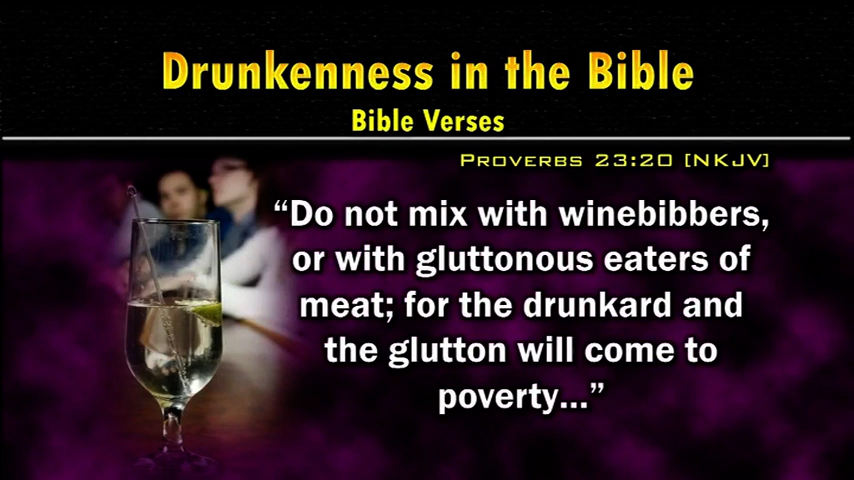 Drunkenness in the Bible
Bible Verses
Proverbs 23:20 [NKJV]
“Do not mix with winebibbers,
or with gluttonous eaters of
meat; for the drunkard and
the glutton will come to
poverty...”